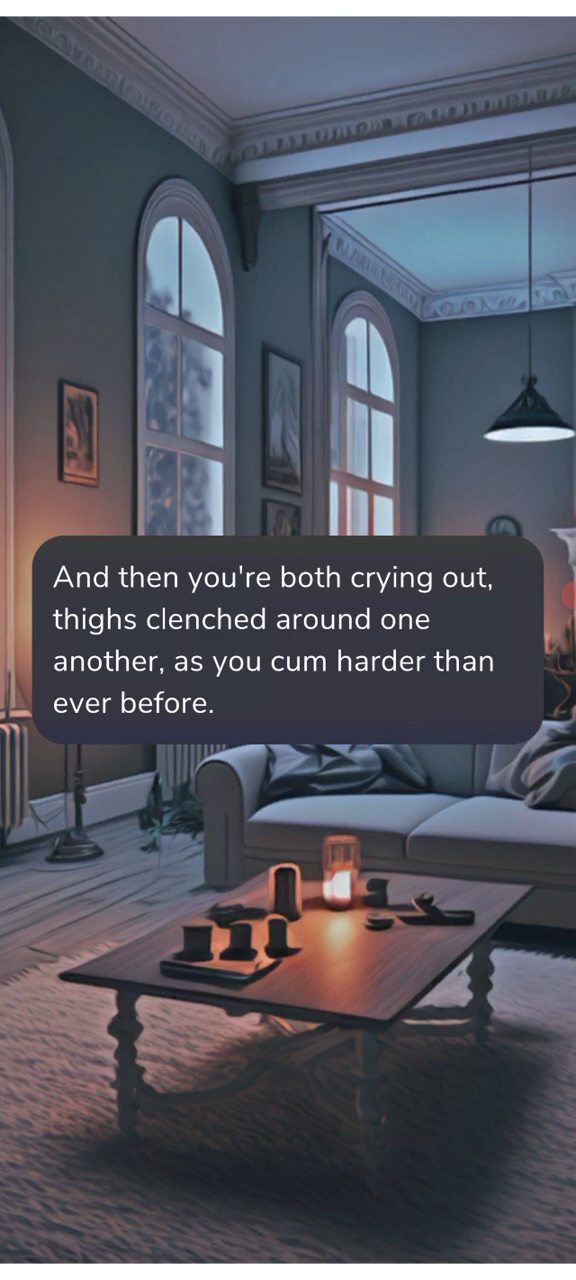 And then you're both crying out,
thighs clenched around one
another, as you cum harder than
ever before.